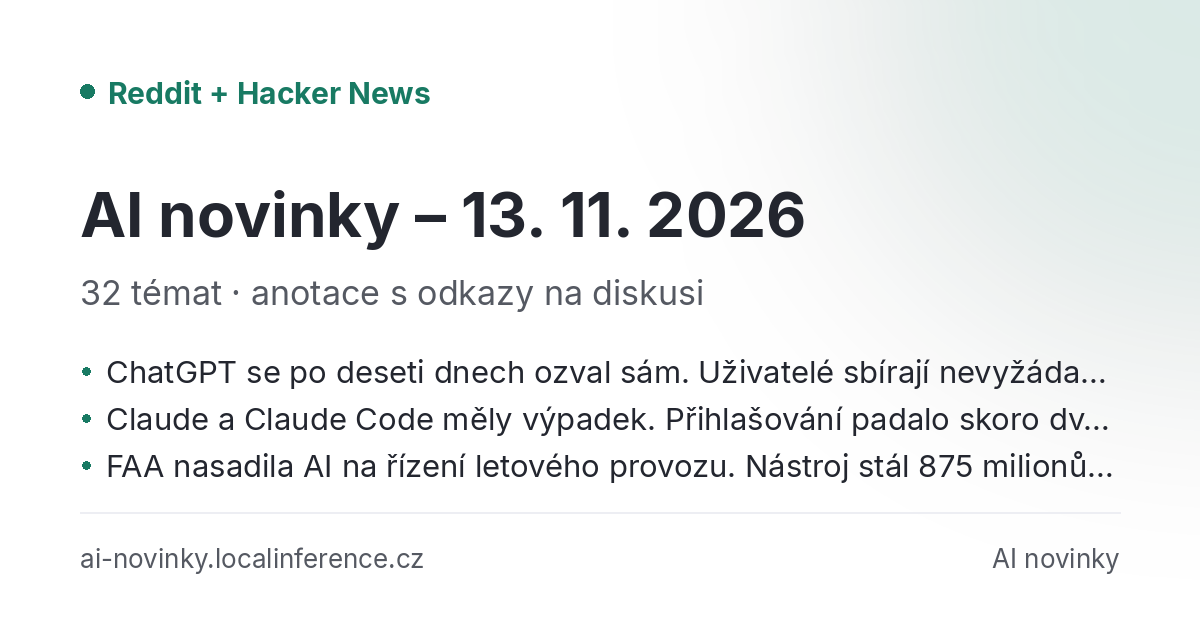 Reddit + Hacker News
AI novinky – 13. 11. 2026
32 témat · anotace s odkazy na diskusi
• ChatGPT se po deseti dnech ozval sám. Uživatelé sbírají nevyžáda...
• Claude a Claude Code měly výpadek. Přihlašování padalo skoro dv...
• FAA nasadila AI na řízení letového provozu. Nástroj stál 875 milionů...
ai-novinky.localinference.cz
AI novinky